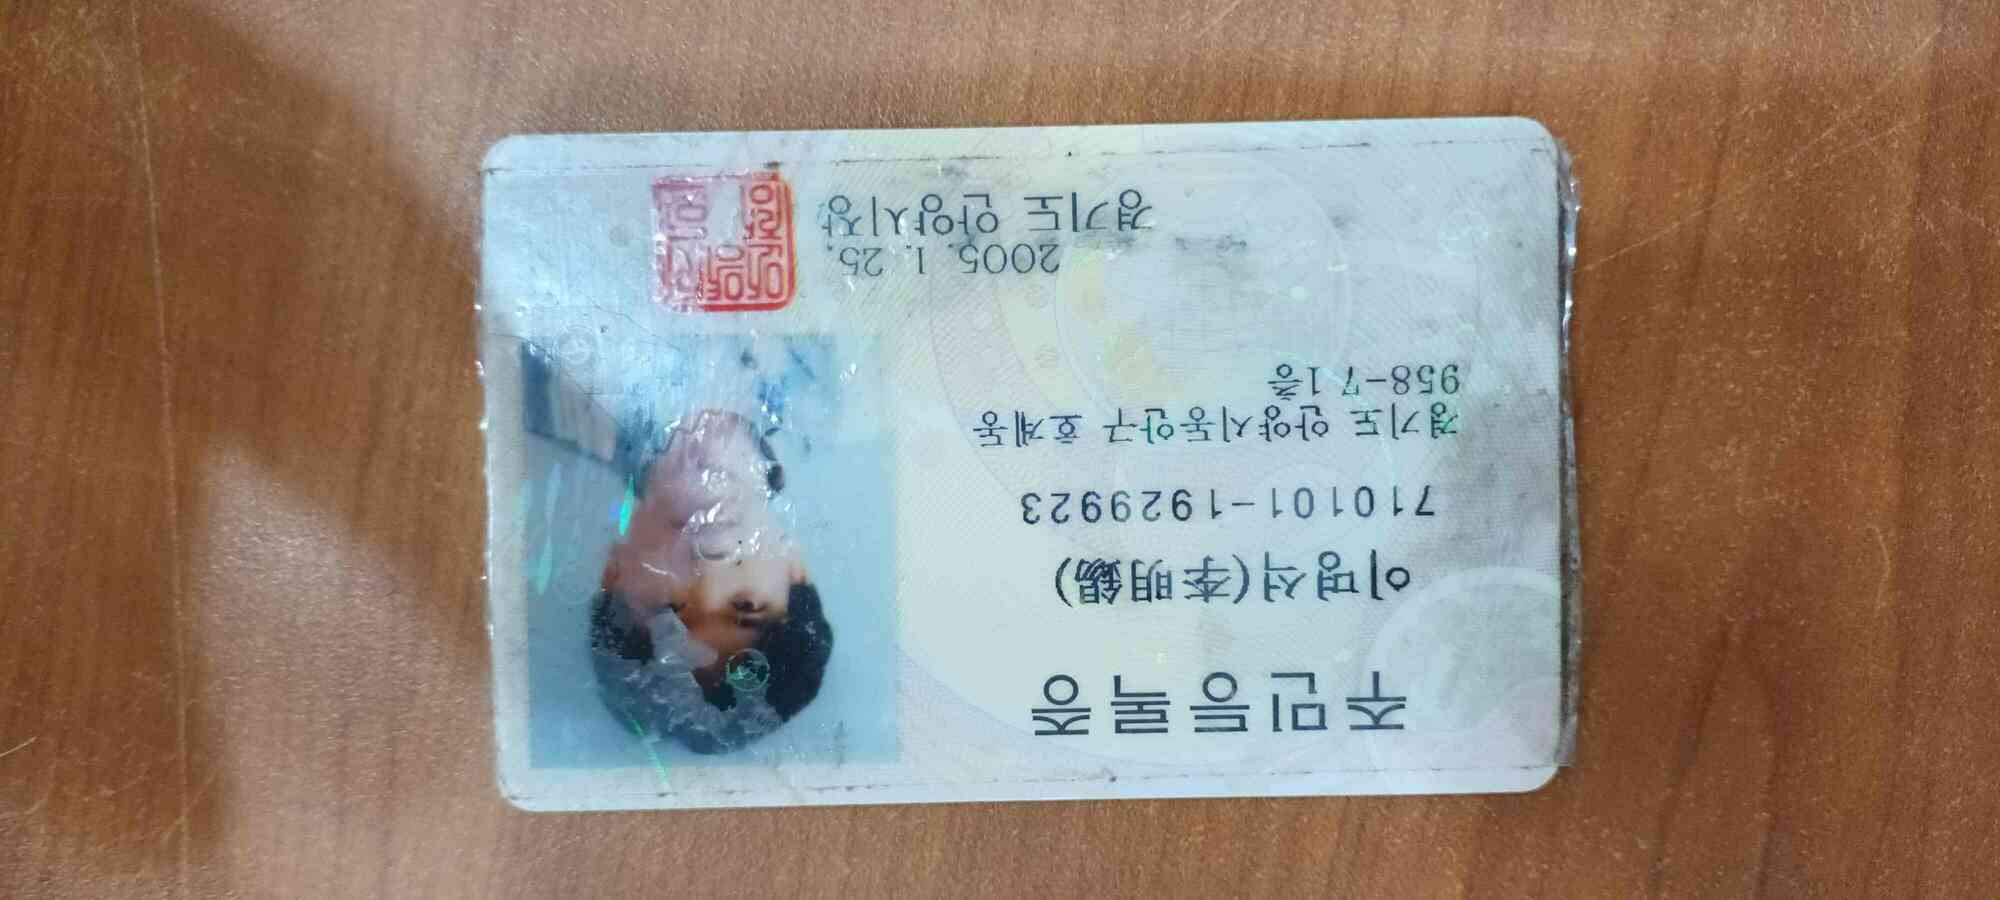 주민등록증
이명석(李明錫)
710101-1929923
경기도 안양시동안구 호계동
958-7 1층
2005. 1. 25.
경기도 안양시장